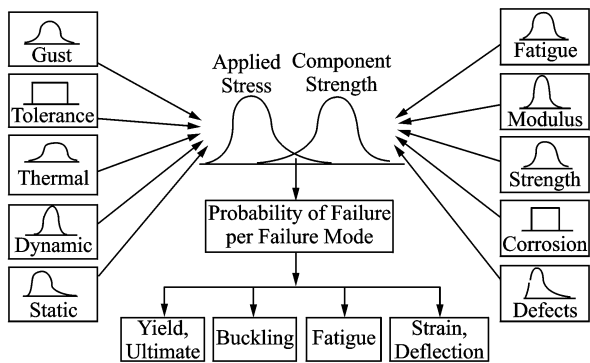 Gust
Tolerance
Thermal
Dynamic
Static
Applied
Stress
Component
Strength
Fatigue
Modulus
Strength
Corrosion
Defects
Probability of Failure
per Failure Mode
Yield,
Ultimate
Buckling
Fatigue
Strain,
Deflection